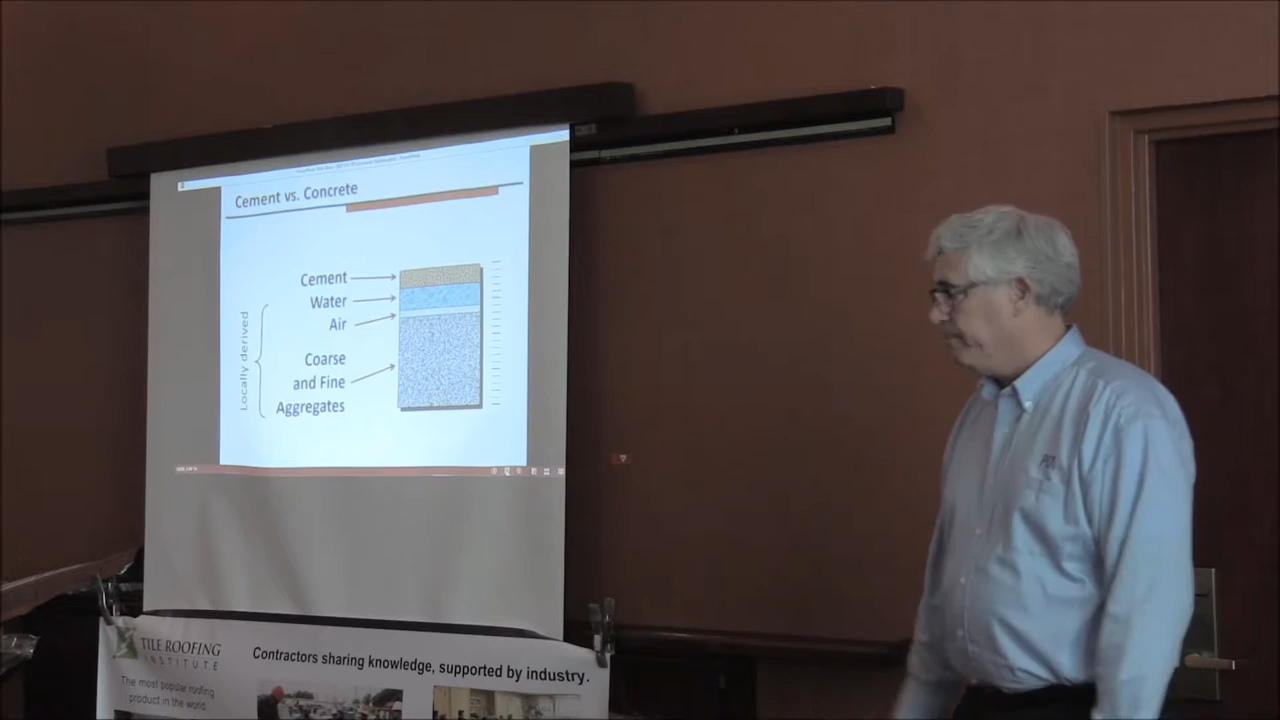 Cement vs. Concrete
Cement
Water
Air
Coarse
and Fine
Aggregates
Locally derived
TILE ROOFING
INSTITUTE
The most popular roofing
product in the world.
Contractors sharing knowledge, supported by industry.